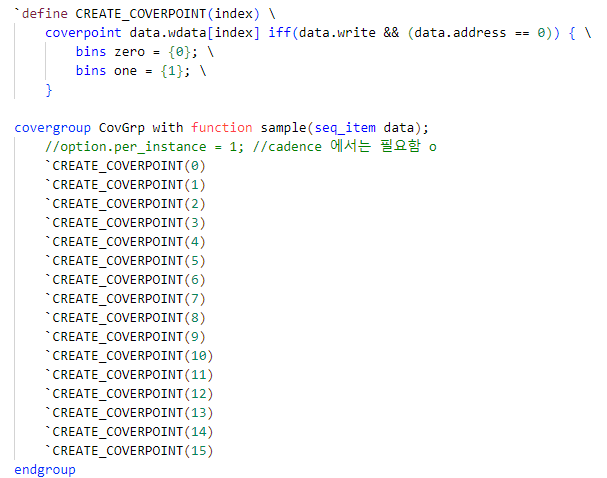 `define CREATE_COVERPOINT(index) \
    coverpoint data.wdata[index] iff(data.write && (data.address == 0)) { \
        bins zero = {0}; \
        bins one = {1}; \
    }

covergroup CovGrp with function sample(seq_item data);
    //option.per_instance = 1; //cadence 에서는 필요함 o
    `CREATE_COVERPOINT(0)
    `CREATE_COVERPOINT(1)
    `CREATE_COVERPOINT(2)
    `CREATE_COVERPOINT(3)
    `CREATE_COVERPOINT(4)
    `CREATE_COVERPOINT(5)
    `CREATE_COVERPOINT(6)
    `CREATE_COVERPOINT(7)
    `CREATE_COVERPOINT(8)
    `CREATE_COVERPOINT(9)
    `CREATE_COVERPOINT(10)
    `CREATE_COVERPOINT(11)
    `CREATE_COVERPOINT(12)
    `CREATE_COVERPOINT(13)
    `CREATE_COVERPOINT(14)
    `CREATE_COVERPOINT(15)
endgroup